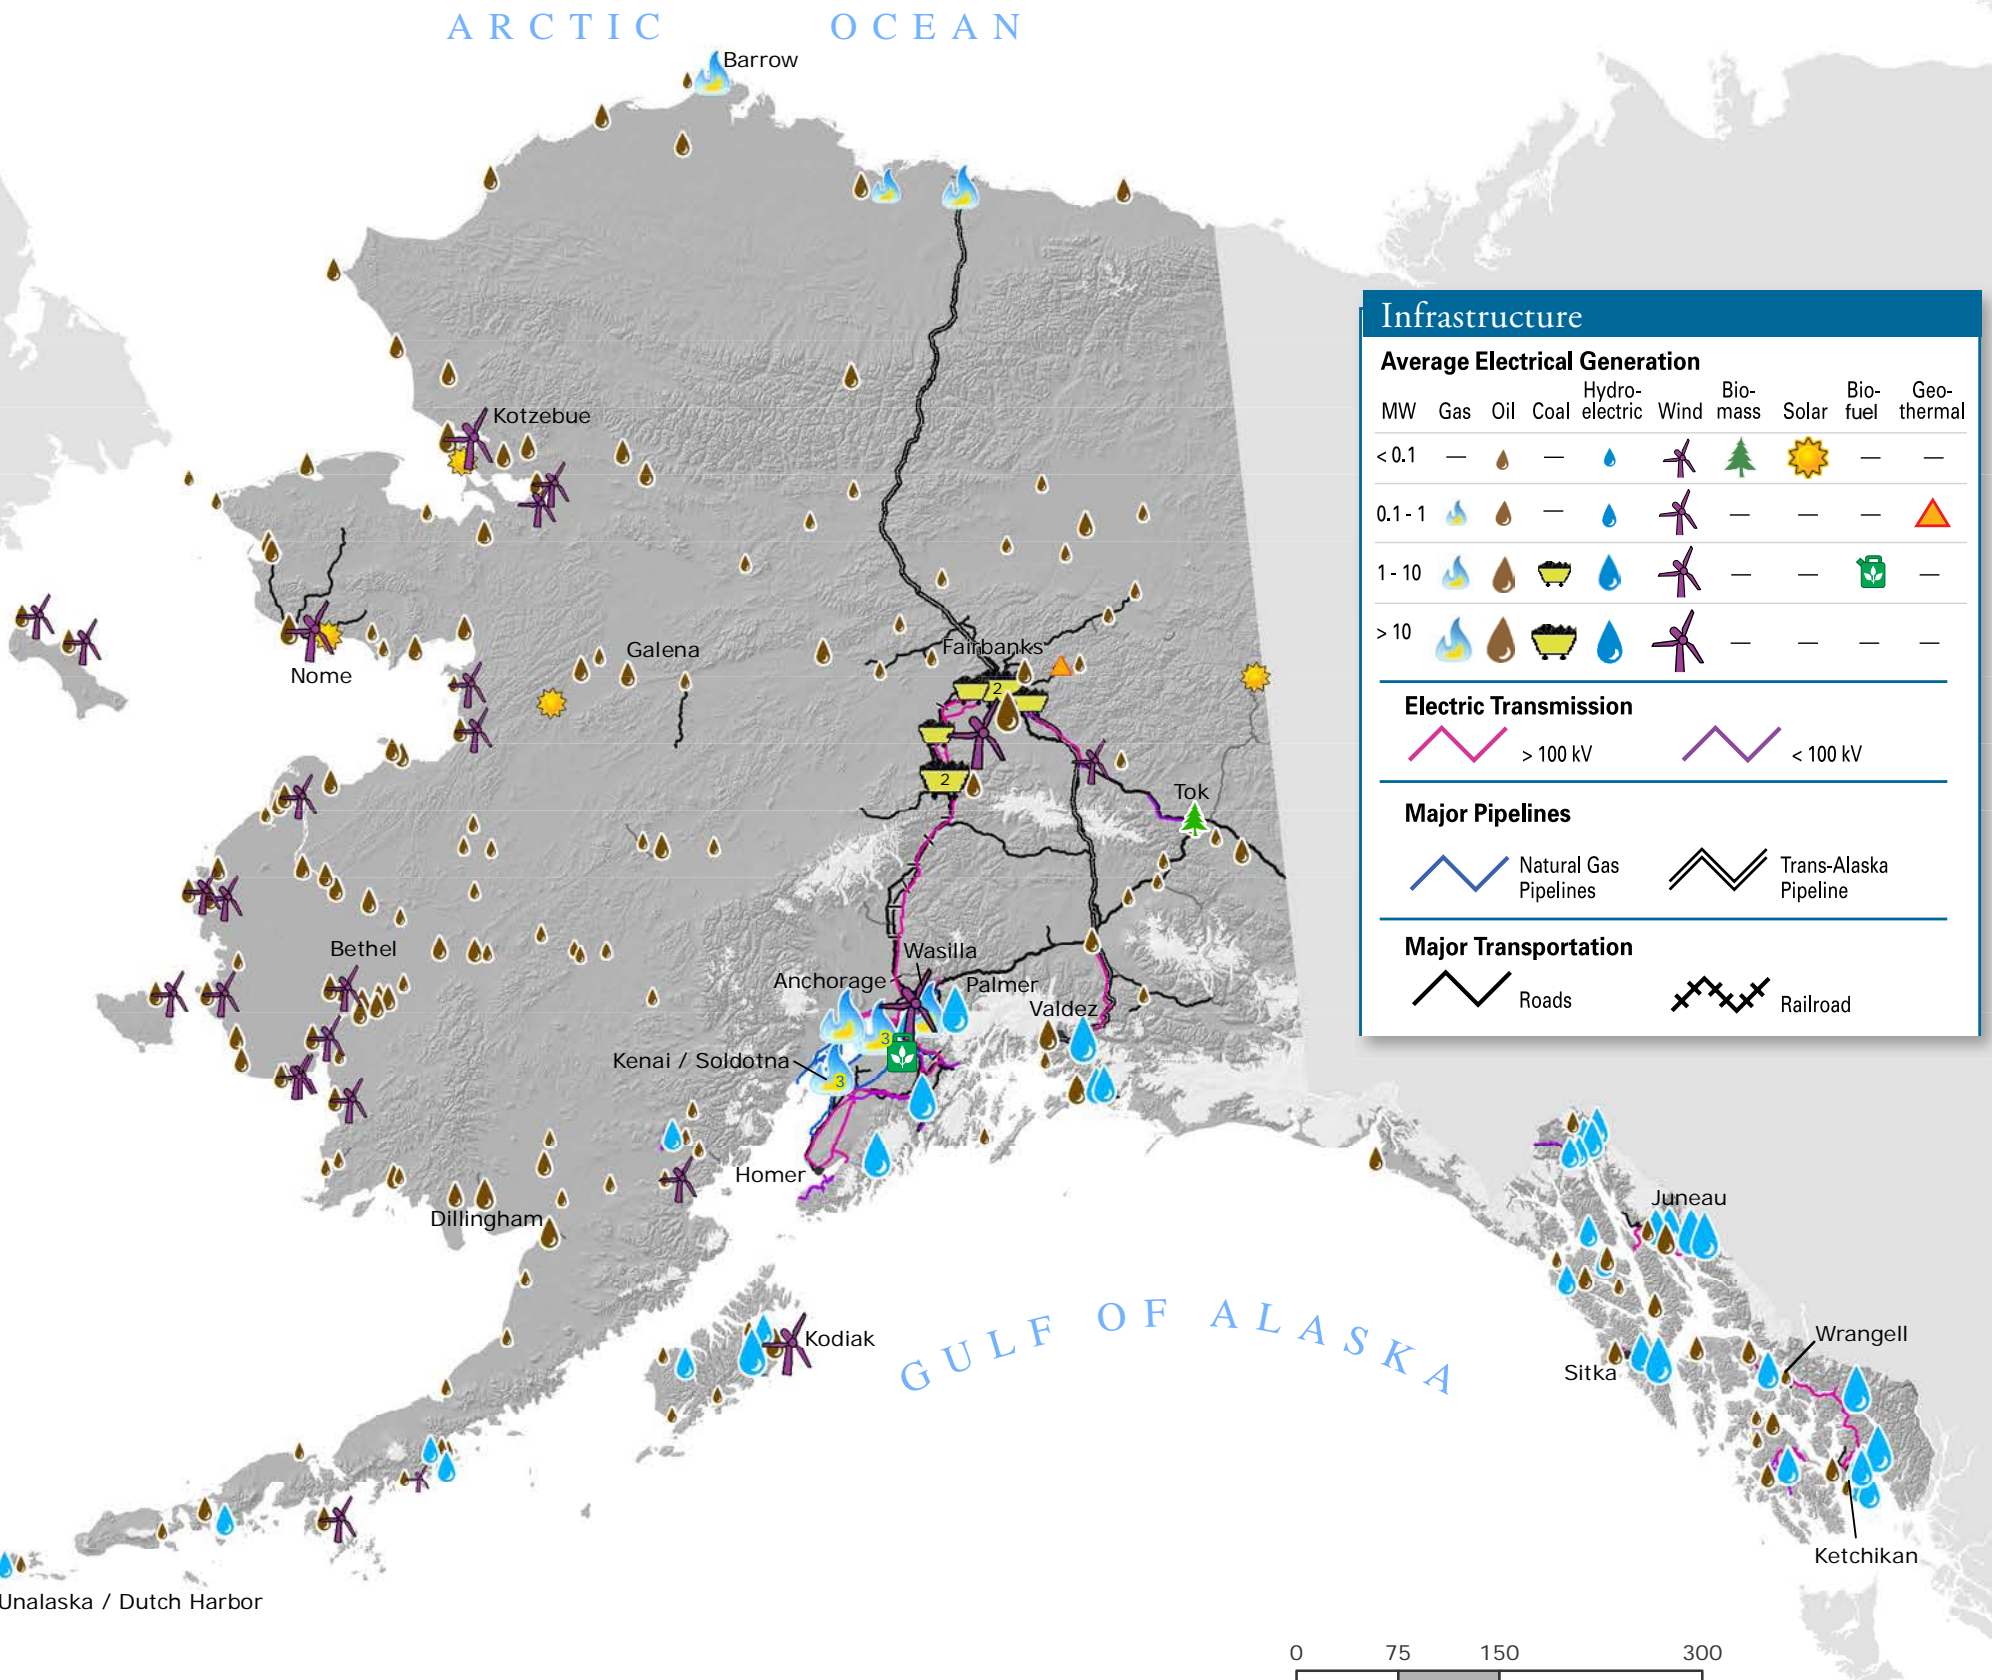 ARCTIC OCEAN
Barrow
Kotzebue
Nome
Galena
Fairbanks
2
2
Tok
Bethel
Wasilla
Anchorage
Palmer
Valdez
3
Kenai / Soldotna
3
Homer
Dillingham
Juneau
Kodiak
GULF OF ALASKA
Wrangell
Sitka
Ketchikan
Unalaska / Dutch Harbor
0 75 150 300
Infrastructure
Average Electrical Generation
MW Gas Oil Coal Hydro-electric Wind Bio-mass Solar Bio-fuel Geo-thermal
< 0.1 — — — —
0.1 - 1 — — — —
1 - 10 — — —
> 10 — — — —
Electric Transmission
> 100 kV < 100 kV
Major Pipelines
Natural Gas Trans-Alaska
Pipelines Pipeline
Major Transportation
Roads Railroad